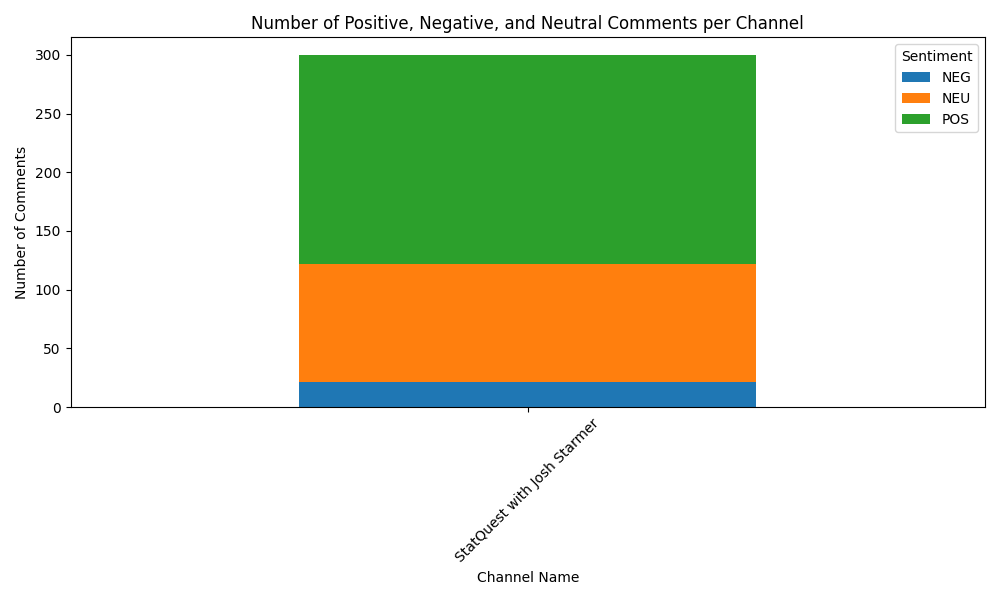 Number of Positive, Negative, and Neutral Comments per Channel
Number of Comments
300
250
200
150
100
50
0
Sentiment
NEG
NEU
POS
StatQuest with Josh Starmer
Channel Name